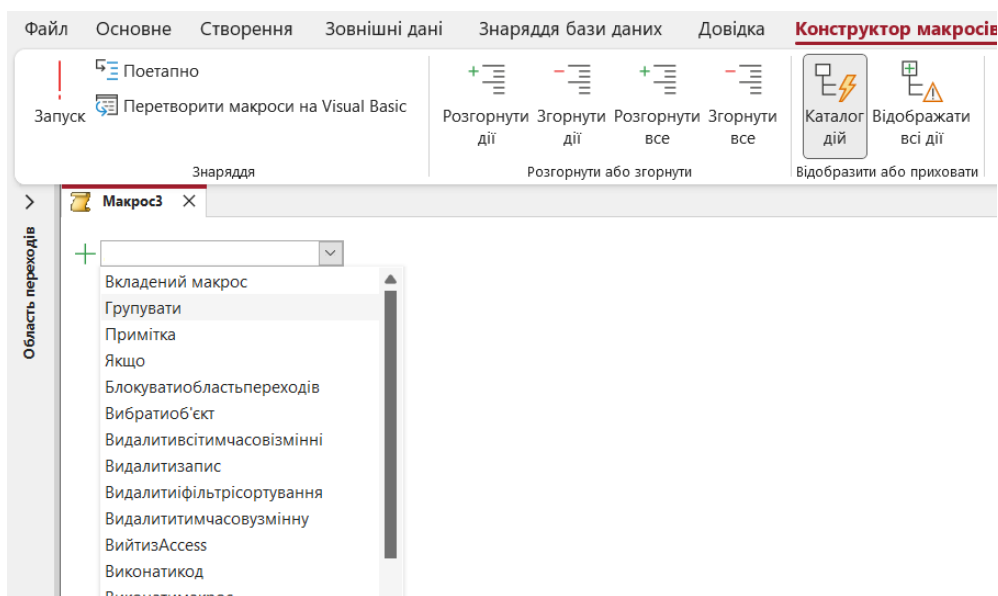 Файл Основне Створення Зовнішні дані Знаряддя бази даних Довідка Конструктор макросів
Запуск
Поетапно
Перетворити макроси на Visual Basic
Знаряддя
Розгорнути дії
Згорнути дії
Розгорнути все
Згорнути все
Розгорнути або згорнути
Каталог дій
Відображати всі дії
Відобразити або приховати
Макрос3
Область переходів
Вкладений макрос
Групувати
Примітка
Якщо
Блокуватиобластьпереходів
Вибратиоб'єкт
Видалитивсітимчасовізмінні
Видалитизапис
Видалитиіфільтрісортування
Видалититимчасовузмінну
ВийтизAccess
Виконатикод